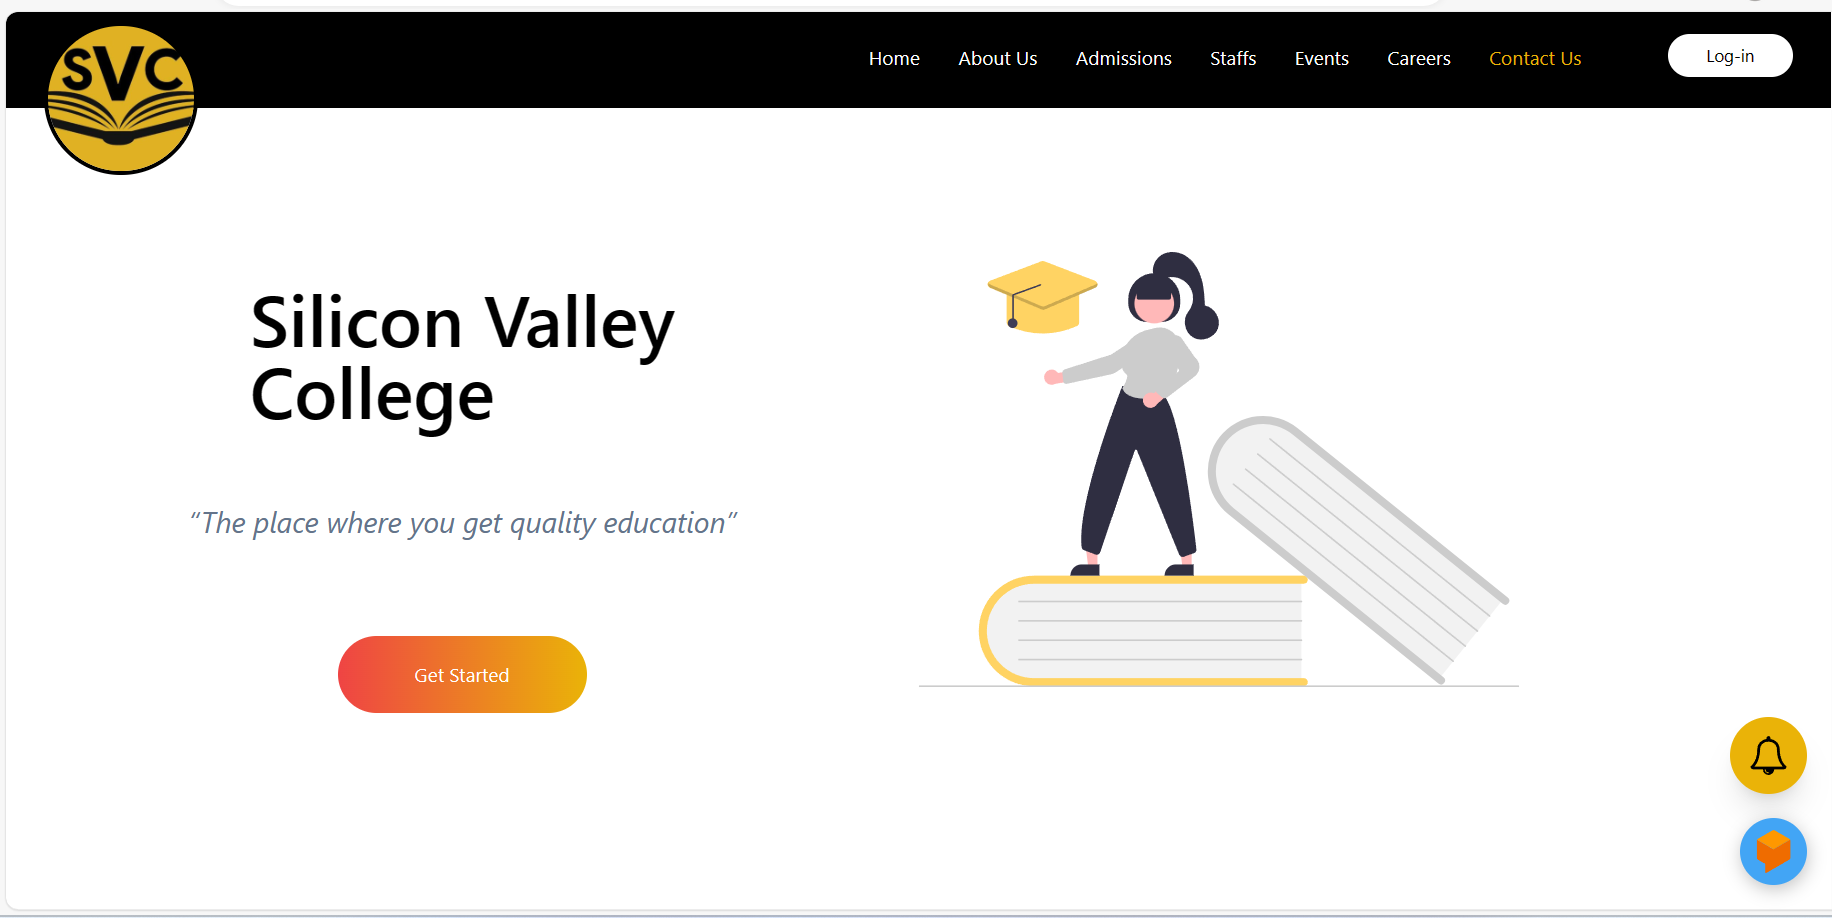 SVC
Home About Us Admissions Staffs Events Careers Contact Us Log-in
Silicon Valley
College
“The place where you get quality education”
Get Started